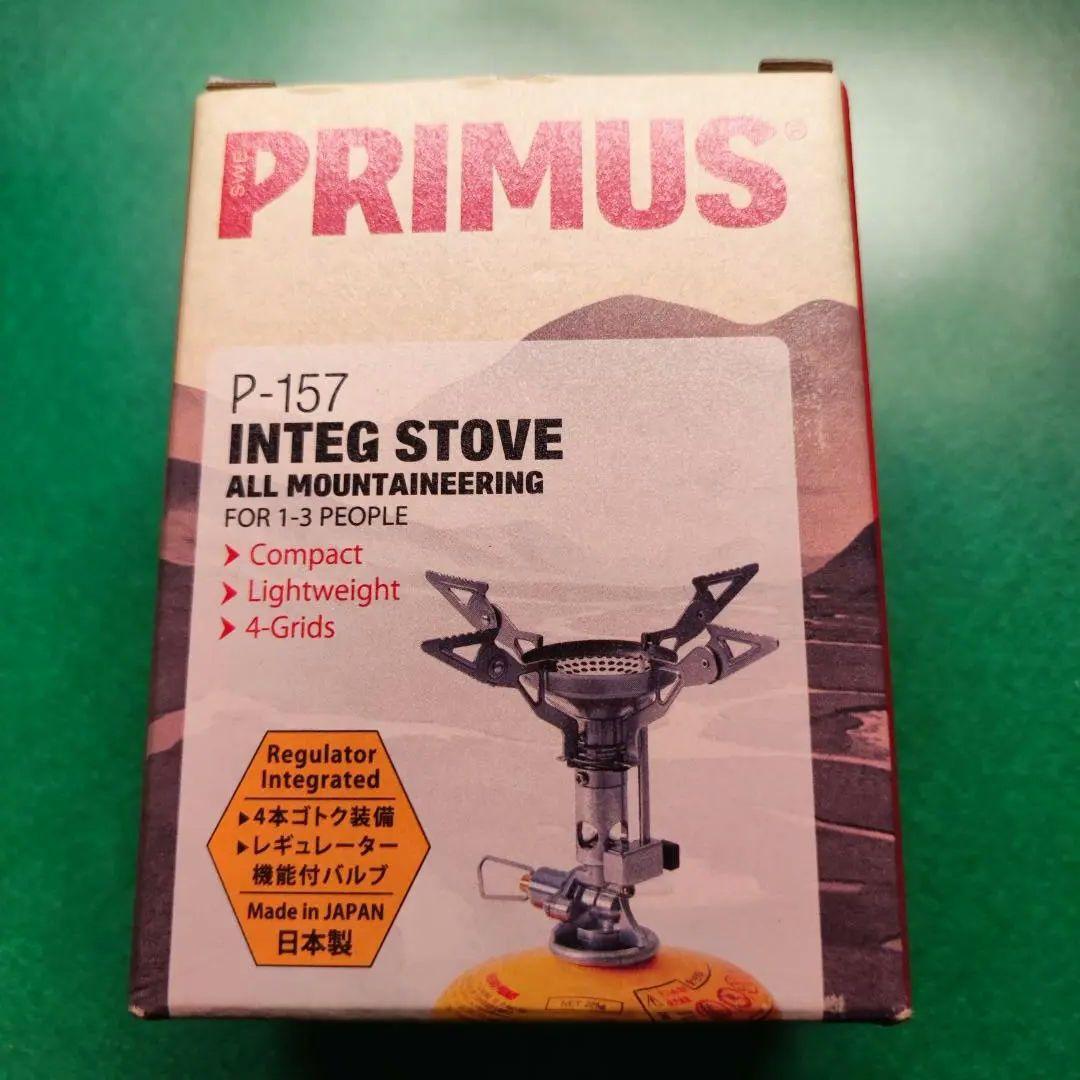 SWE
PRIMUS®
P-157
INTEG STOVE
ALL MOUNTAINEERING
FOR 1-3 PEOPLE
Compact
Lightweight
4-Grids
Regulator
Integrated
▶4本ゴトク装備
▶レギュレーター
機能付バルブ
Made in JAPAN
日本製